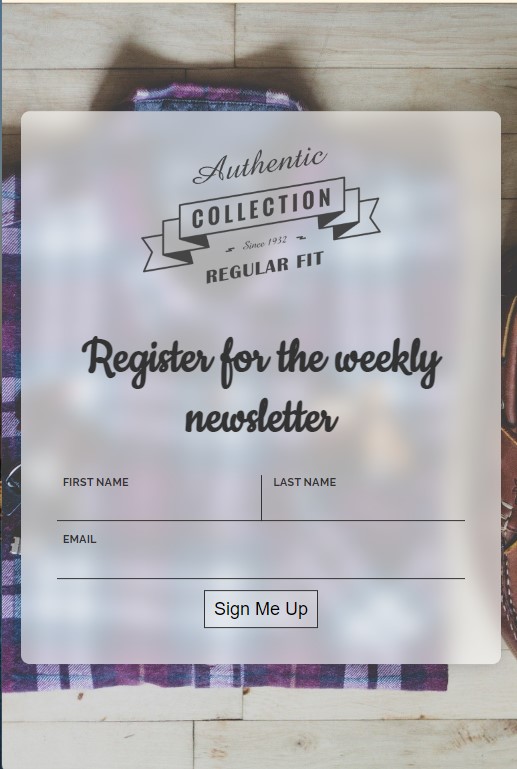 Authentic
COLLECTION
Since 1932
REGULAR FIT
Register for the weekly
newsletter
FIRST NAME LAST NAME
EMAIL
Sign Me Up